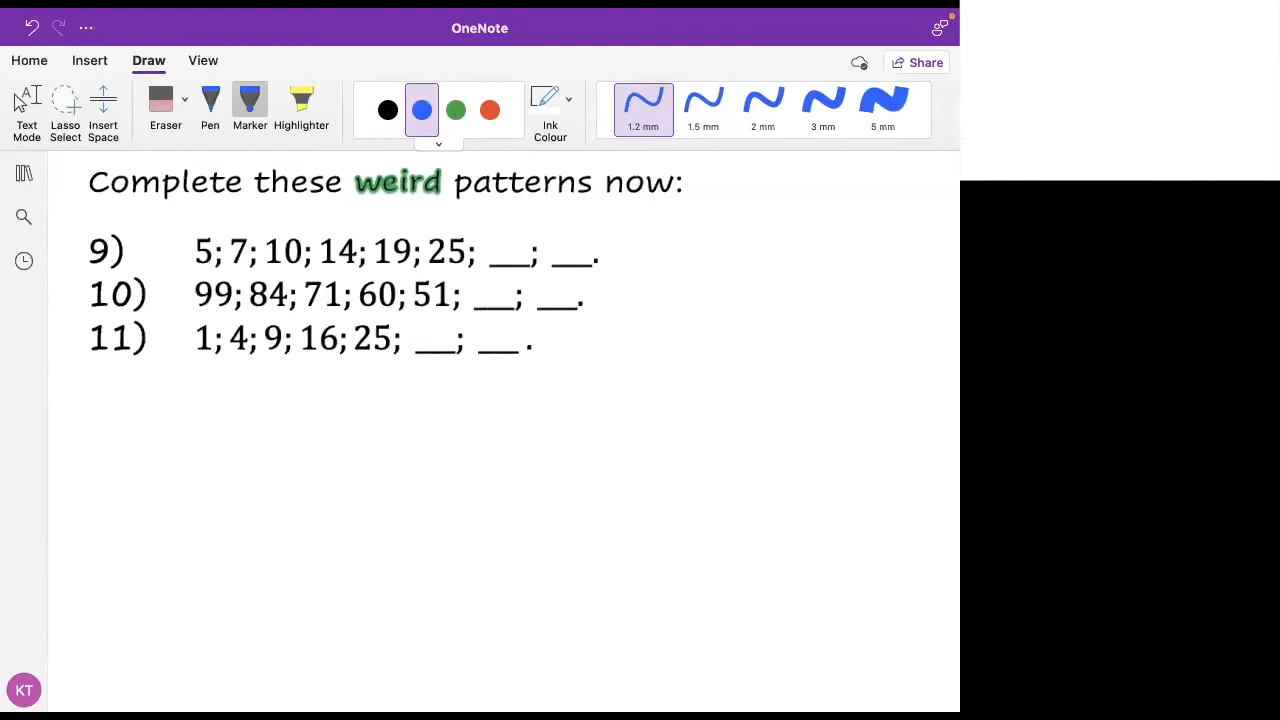 OneNote
Home Insert Draw View
Share
Text Mode
Lasso Select
Insert Space
Eraser
Pen
Marker
Highlighter
Ink Colour
1.2 mm
1.5 mm
2 mm
3 mm
5 mm
Complete these weird patterns now:
9) 5; 7; 10; 14; 19; 25; __; __.
10) 99; 84; 71; 60; 51; __; __.
11) 1; 4; 9; 16; 25; __; __ .
KT